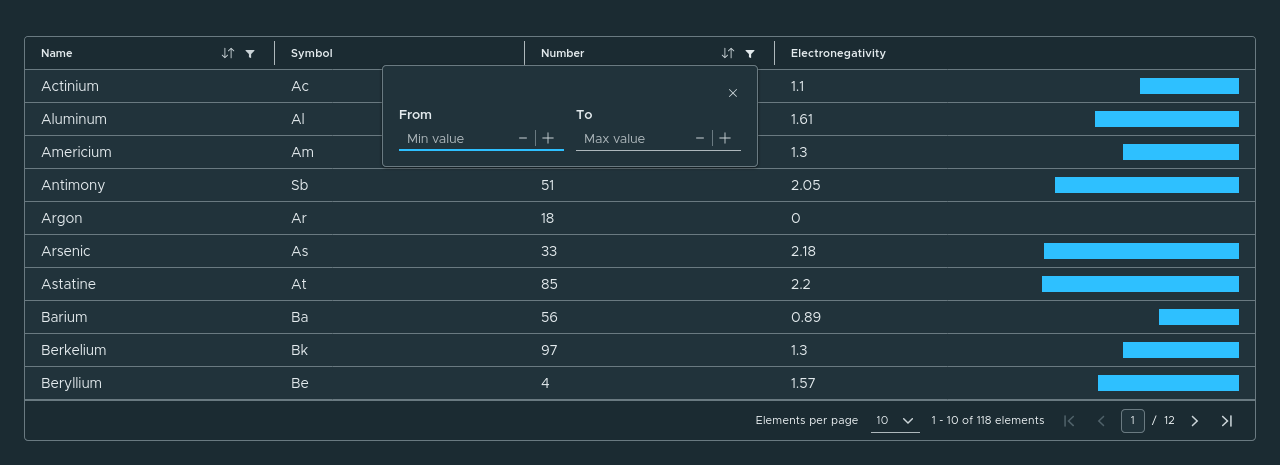 Name Symbol Number Electronegativity
Actinium Ac 1.1
From To
Aluminum Al 1.61
Min value Max value
Americium Am 1.3
Antimony Sb 51 2.05
Argon Ar 18 0
Arsenic As 33 2.18
Astatine At 85 2.2
Barium Ba 56 0.89
Berkelium Bk 97 1.3
Beryllium Be 4 1.57
Elements per page 10 1 - 10 of 118 elements 1 / 12